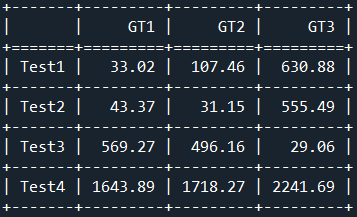 +-------+---------+---------+---------+
|       |     GT1 |     GT2 |     GT3 |
+=======+=========+=========+=========+
| Test1 |   33.02 |  107.46 |  630.88 |
+-------+---------+---------+---------+
| Test2 |   43.37 |   31.15 |  555.49 |
+-------+---------+---------+---------+
| Test3 |  569.27 |  496.16 |   29.06 |
+-------+---------+---------+---------+
| Test4 | 1643.89 | 1718.27 | 2241.69 |
+-------+---------+---------+---------+